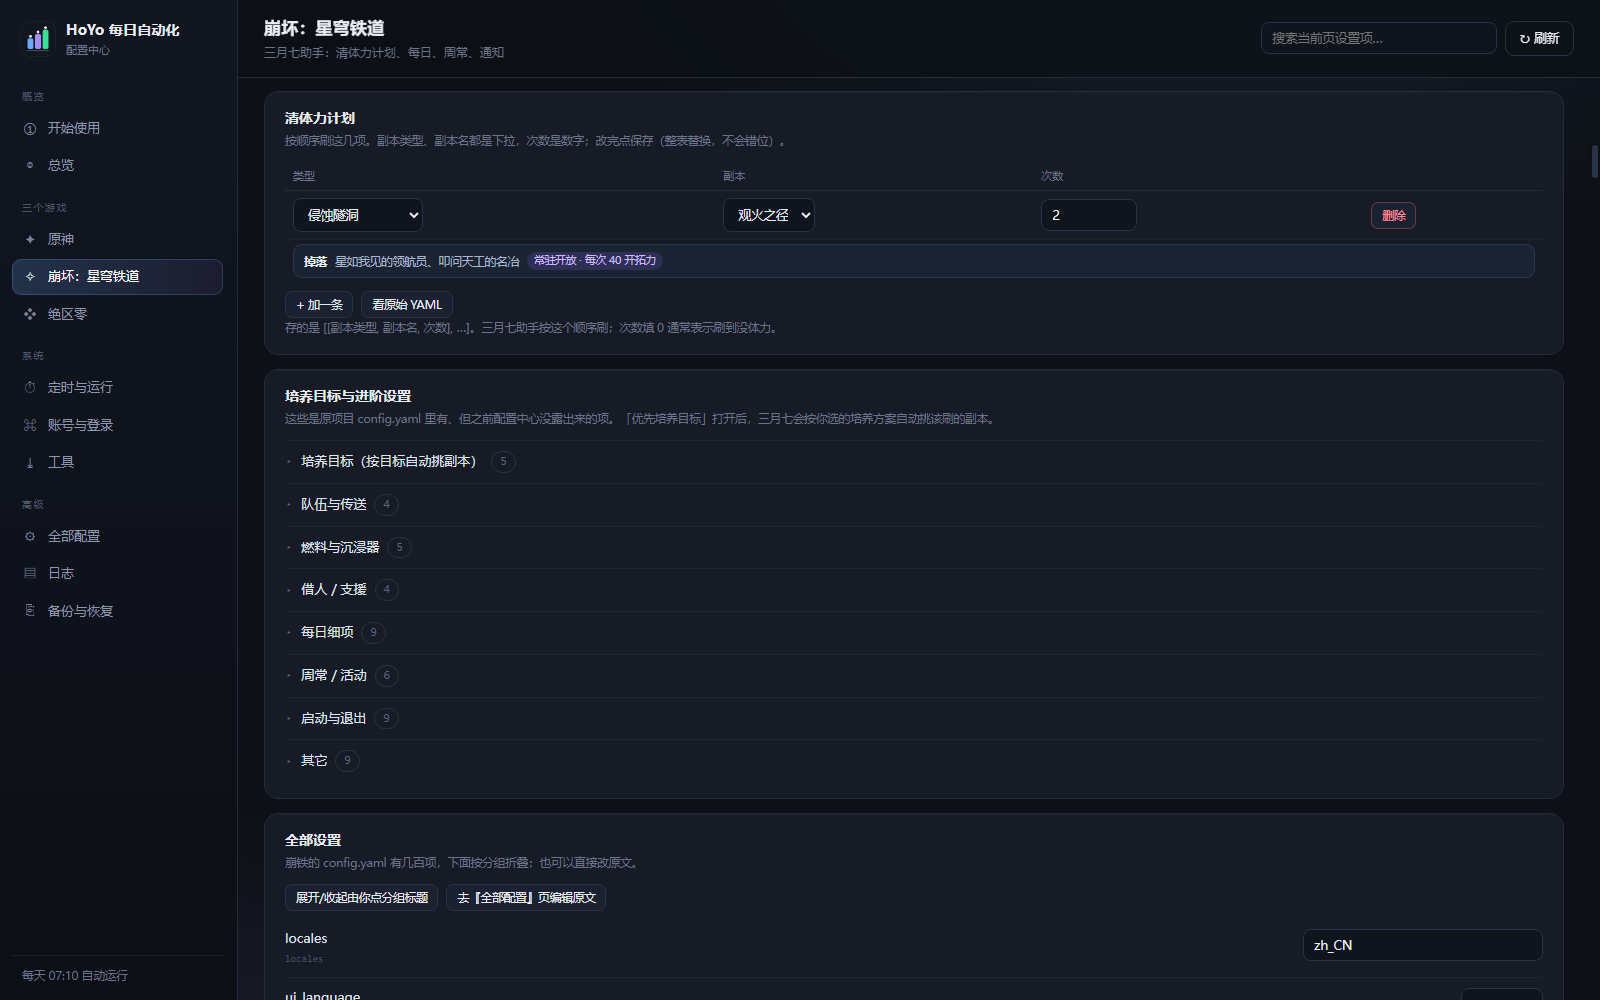 HoYo 每日自动化
配置中心
概览
① 开始使用
总览
三个游戏
原神
崩坏：星穹铁道
绝区零
系统
定时与运行
账号与登录
工具
高级
全部配置
日志
备份与恢复
每天 07:10 自动运行
崩坏：星穹铁道
三月七助手：清体力计划、每日、周常、通知
搜索当前页设置项...
↻ 刷新
清体力计划
按顺序刷这几项。副本类型、副本名都是下拉，次数是数字；改完点保存（整表替换，不会错位）。
类型 副本 次数
侵蚀隧洞 观火之径 2 删除
掉落 星如我见的领航员、叩问天工的名冶 常驻开放 · 每次 40 开拓力
+ 加一条 看原始 YAML
存的是 [[副本类型, 副本名, 次数], ...]。三月七助手按这个顺序刷；次数填 0 通常表示刷到没体力。
培养目标与进阶设置
这些是原项目 config.yaml 里有、但之前配置中心没露出来的项。「优先培养目标」打开后，三月七会按你选的培养方案自动挑该刷的副本。
培养目标（按目标自动挑副本） 5
队伍与传送 4
燃料与沉浸器 5
借人 / 支援 4
每日细项 9
周常 / 活动 6
启动与退出 9
其它 9
全部设置
崩铁的 config.yaml 有几百项，下面按分组折叠；也可以直接改原文。
展开/收起由你点分组标题 去『全部配置』页编辑原文
locales zh_CN
locales
ui_language